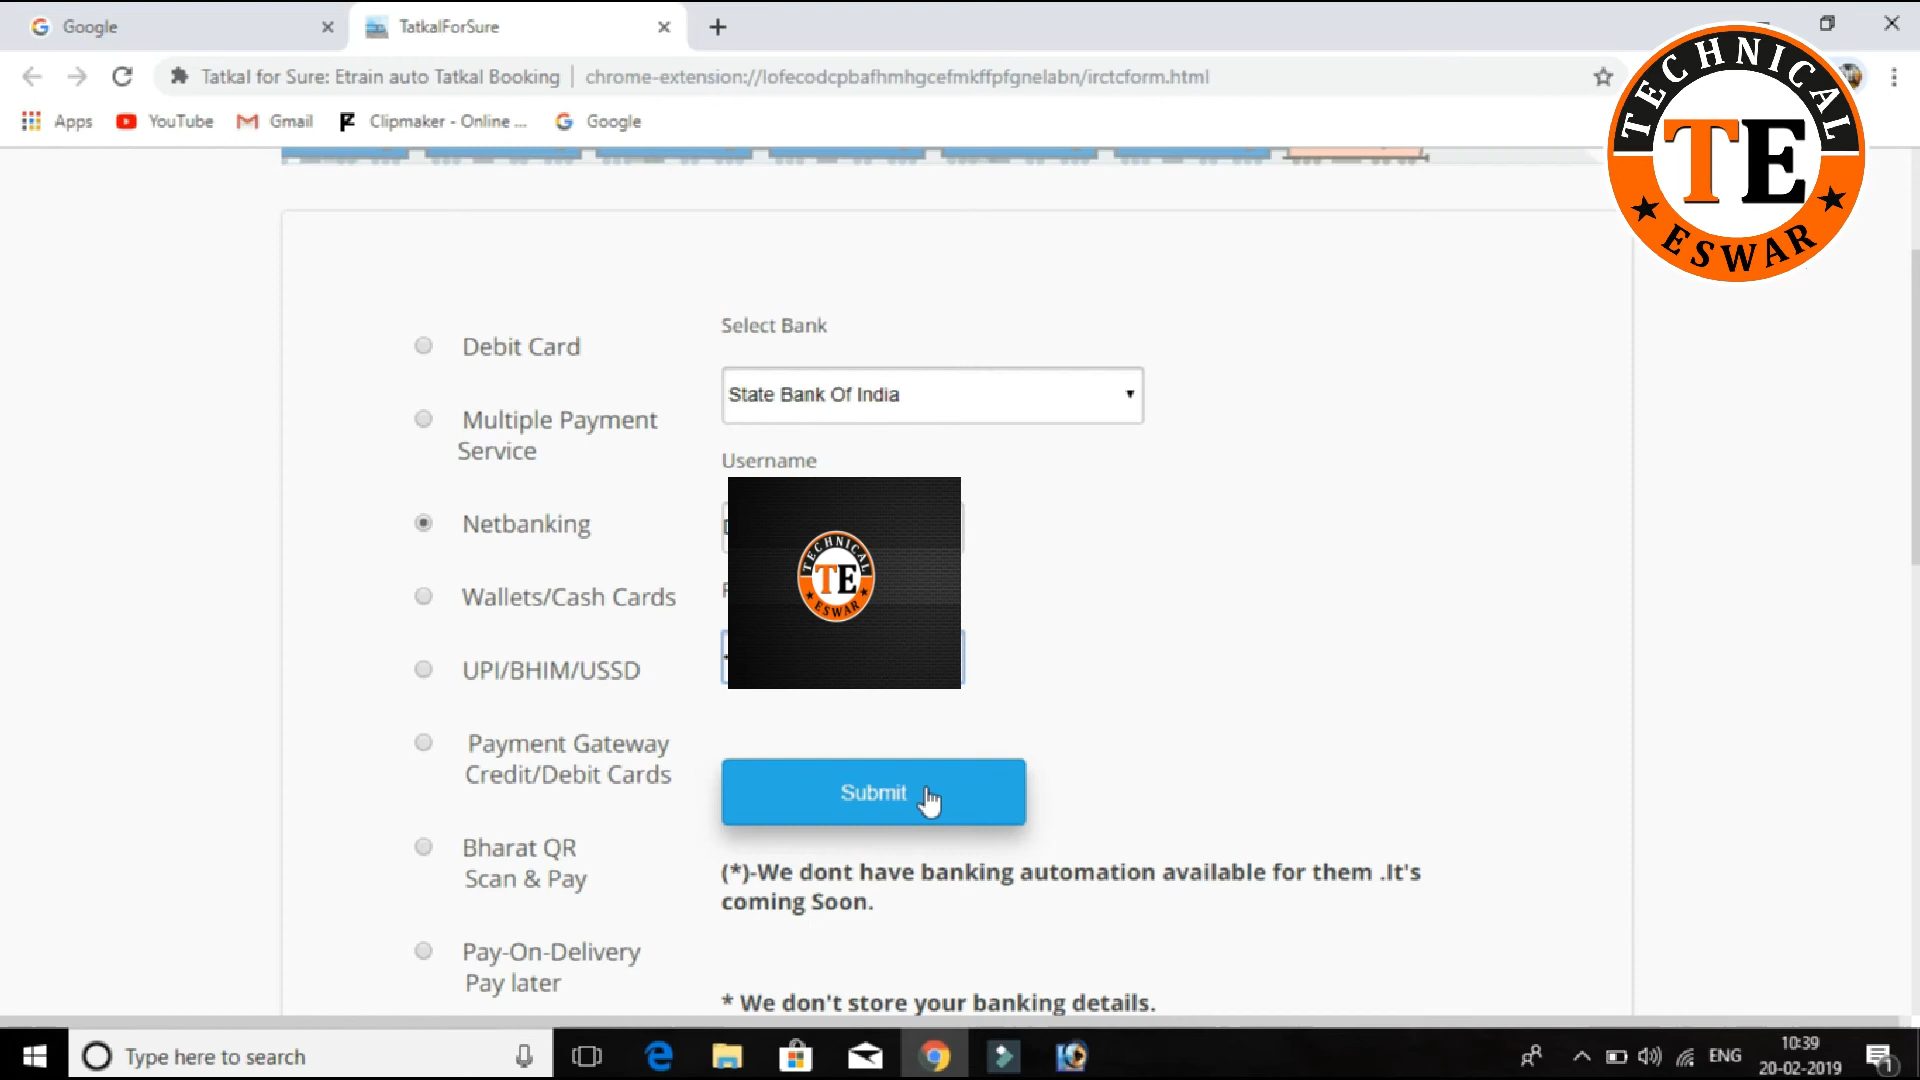 Google
TatkalForSure
Tatkal for Sure: Etrain auto Tatkal Booking | chrome-extension://lofecodcpbafhmhgcefmkffpfgnelabn/irctcform.html
Apps
YouTube
Gmail
Clipmaker - Online ...
Google
TECHNICAL
TE
ESWAR
Debit Card
Multiple Payment
Service
Netbanking
Wallets/Cash Cards
UPI/BHIM/USSD
Payment Gateway
Credit/Debit Cards
Bharat QR
Scan & Pay
Pay-On-Delivery
Pay later
Select Bank
State Bank Of India
Username
TECHNICAL
TE
ESWAR
Submit
(*)-We dont have banking automation available for them .It's
coming Soon.
* We don't store your banking details.
Type here to search
ENG
10:39
20-02-2019
1